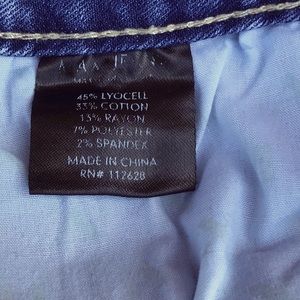 45% LYOCELL
33% COTTON
13% RAYON
7% POLYESTER
2% SPANDEX
MADE IN CHINA
RN# 112628